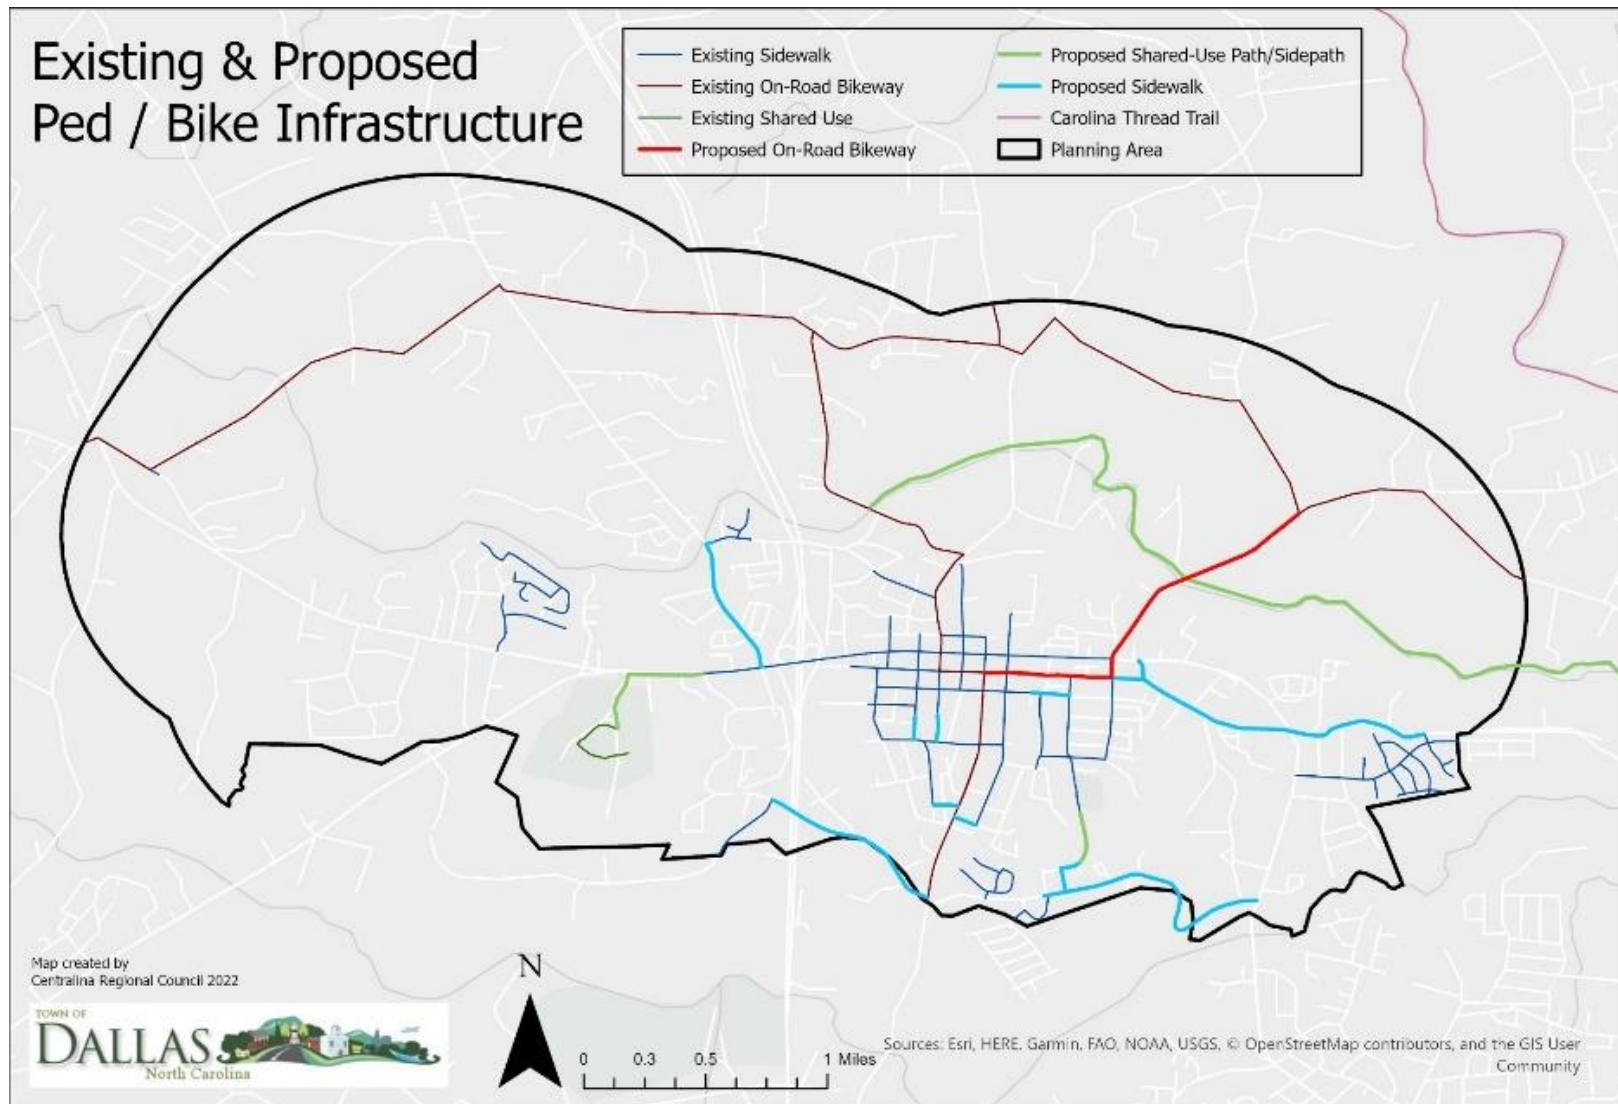 Existing & Proposed
Ped / Bike Infrastructure
Existing Sidewalk
Existing On-Road Bikeway
Existing Shared Use
Proposed On-Road Bikeway
Proposed Shared-Use Path/Sidepath
Proposed Sidewalk
Carolina Thread Trail
Planning Area
Map created by
Centralina Regional Council 2022
TOWN OF
DALLAS
North Carolina
N
0 0.3 0.5 1 Miles
Sources: Esri, HERE, Garmin, FAO, NOAA, USGS, © OpenStreetMap contributors, and the GIS User
Community